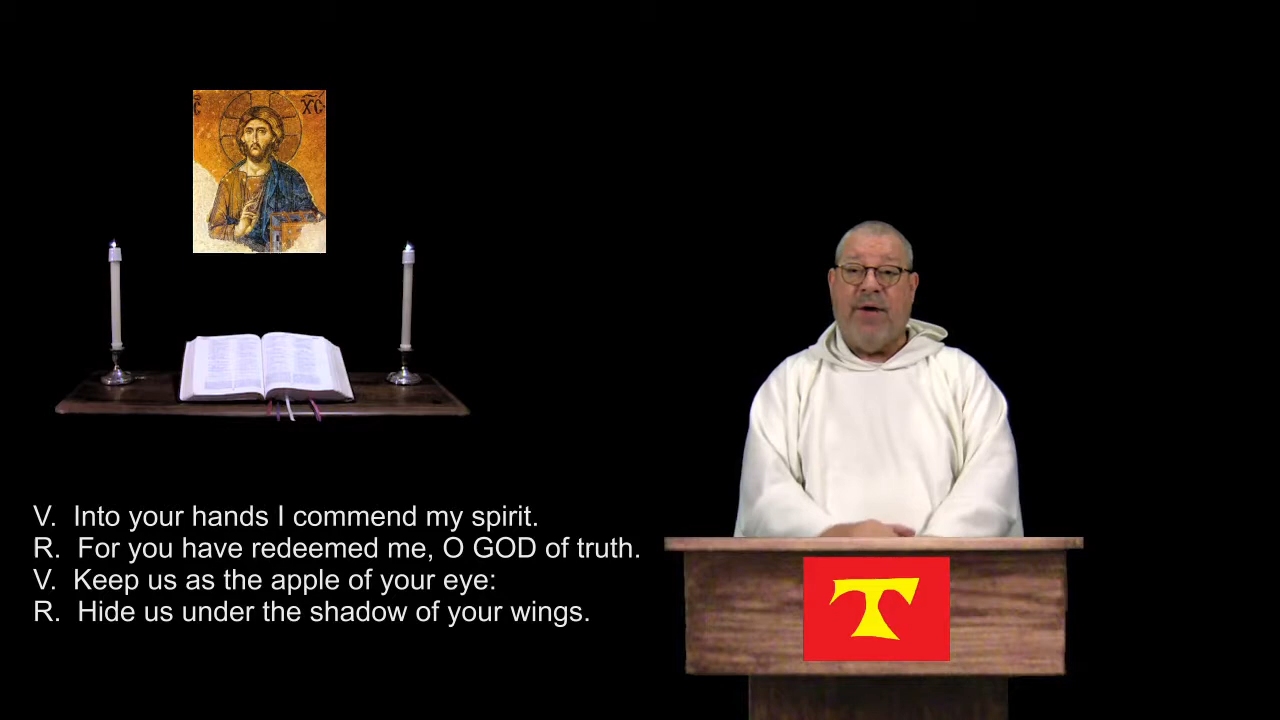 XC
V. Into your hands I commend my spirit.
R. For you have redeemed me, O GOD of truth.
V. Keep us as the apple of your eye:
R. Hide us under the shadow of your wings.
T